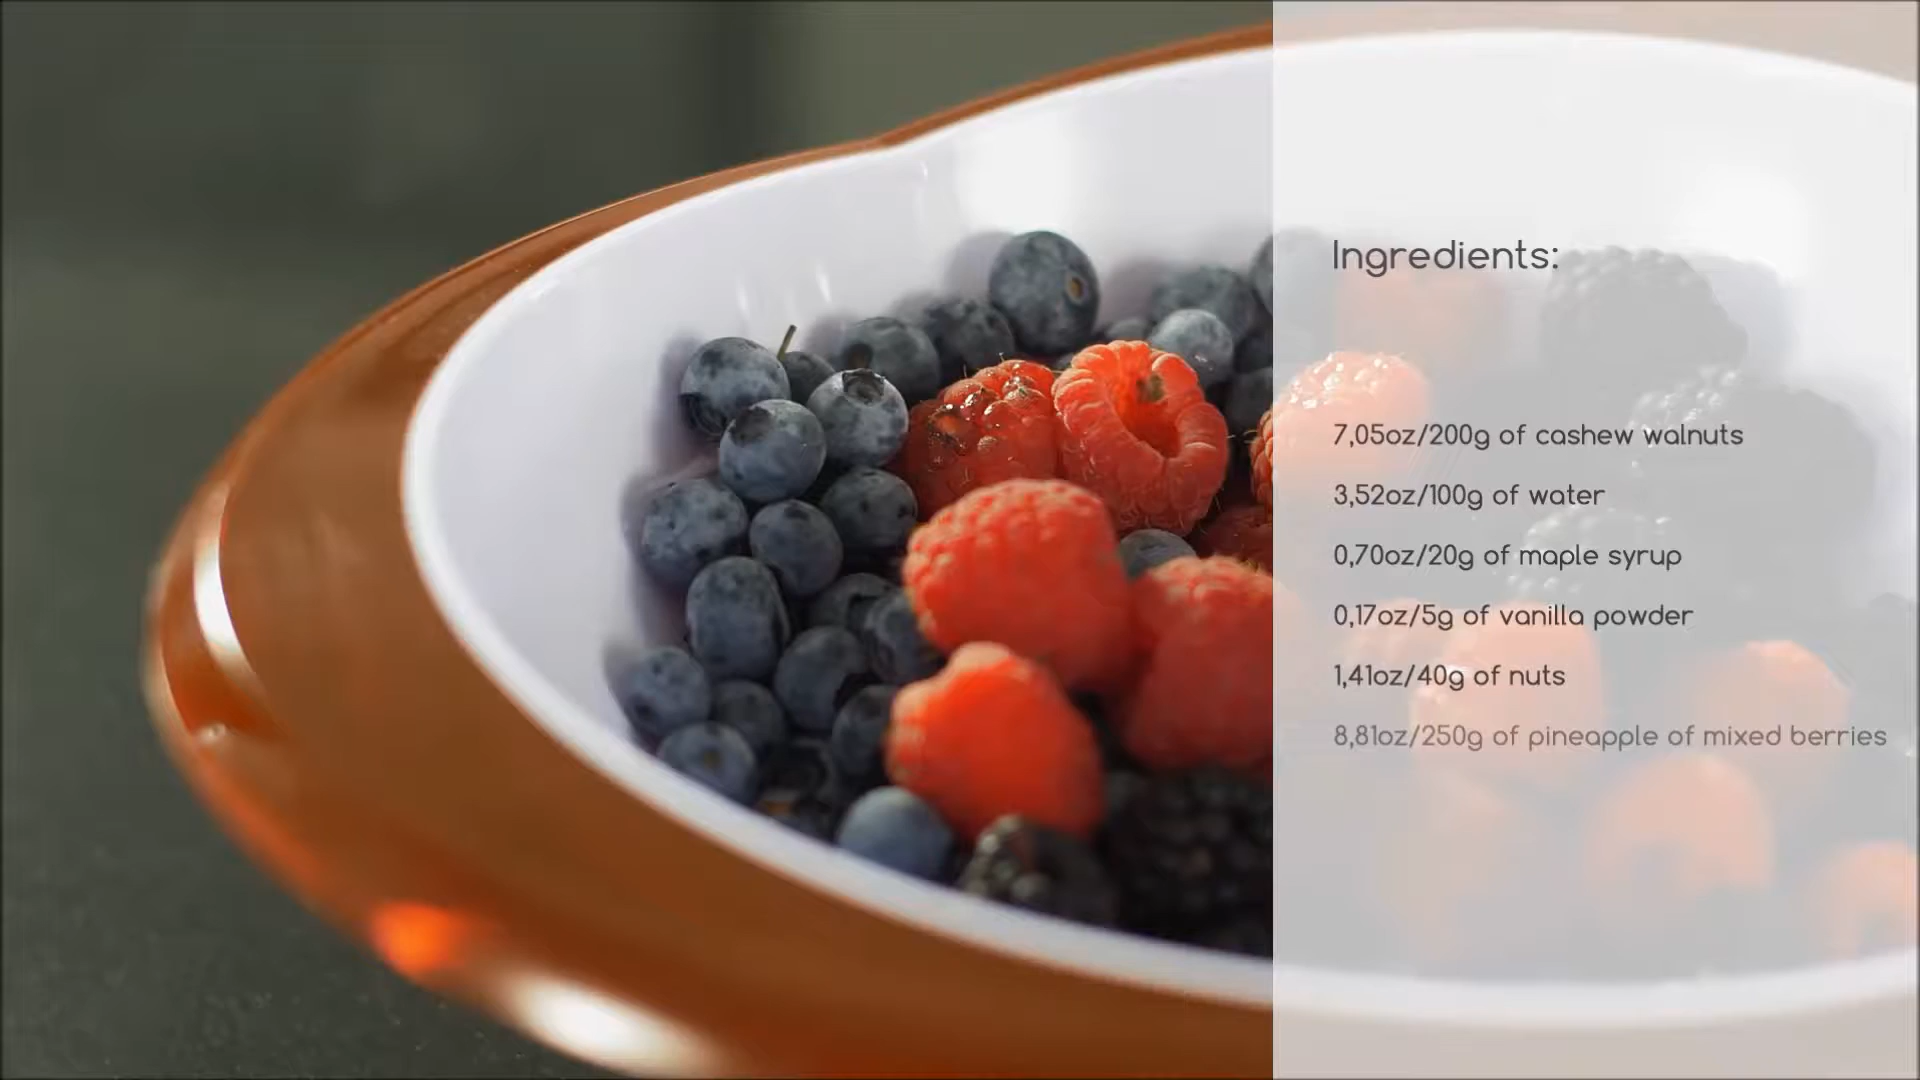 Ingredients:
7,05oz/200g of cashew walnuts
3,52oz/100g of water
0,70oz/20g of maple syrup
0,17oz/5g of vanilla powder
1,41oz/40g of nuts
8,81oz/250g of pineapple of mixed berries